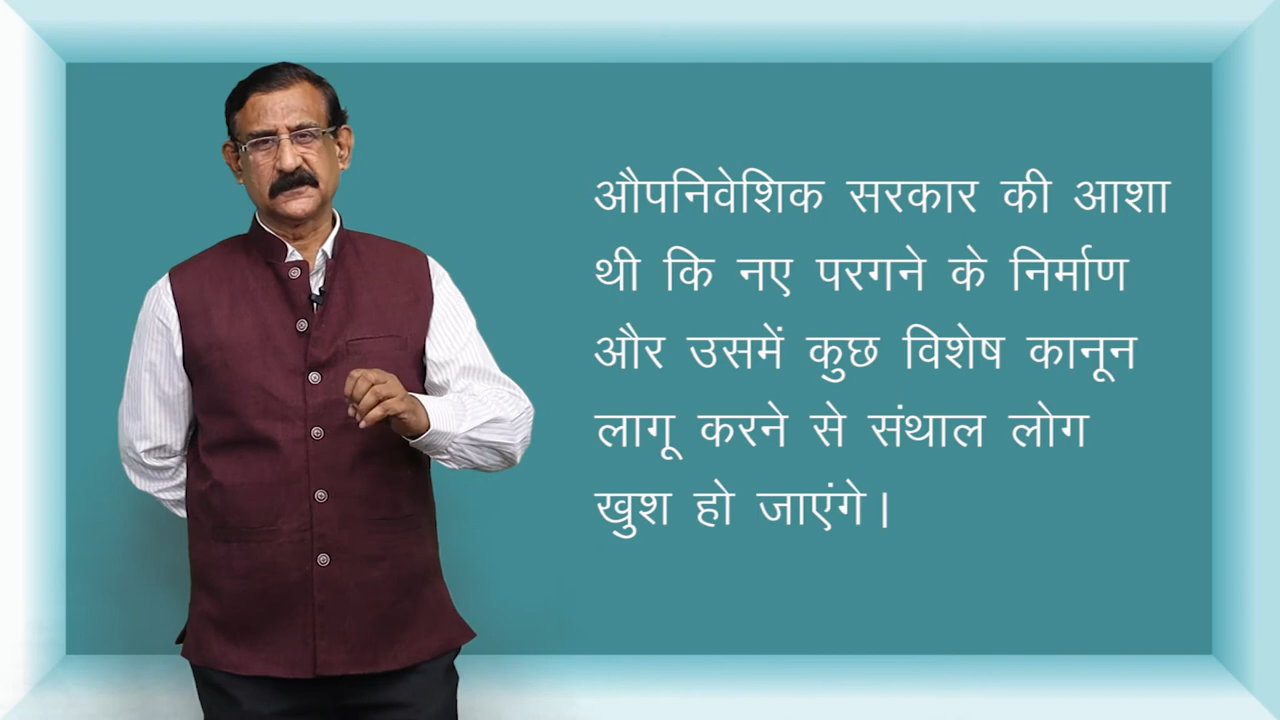 औपनिवेशिक सरकार की आशा
थी कि नए परगने के निर्माण
और उसमें कुछ विशेष कानून
लागू करने से संथाल लोग
खुश हो जाएंगे।